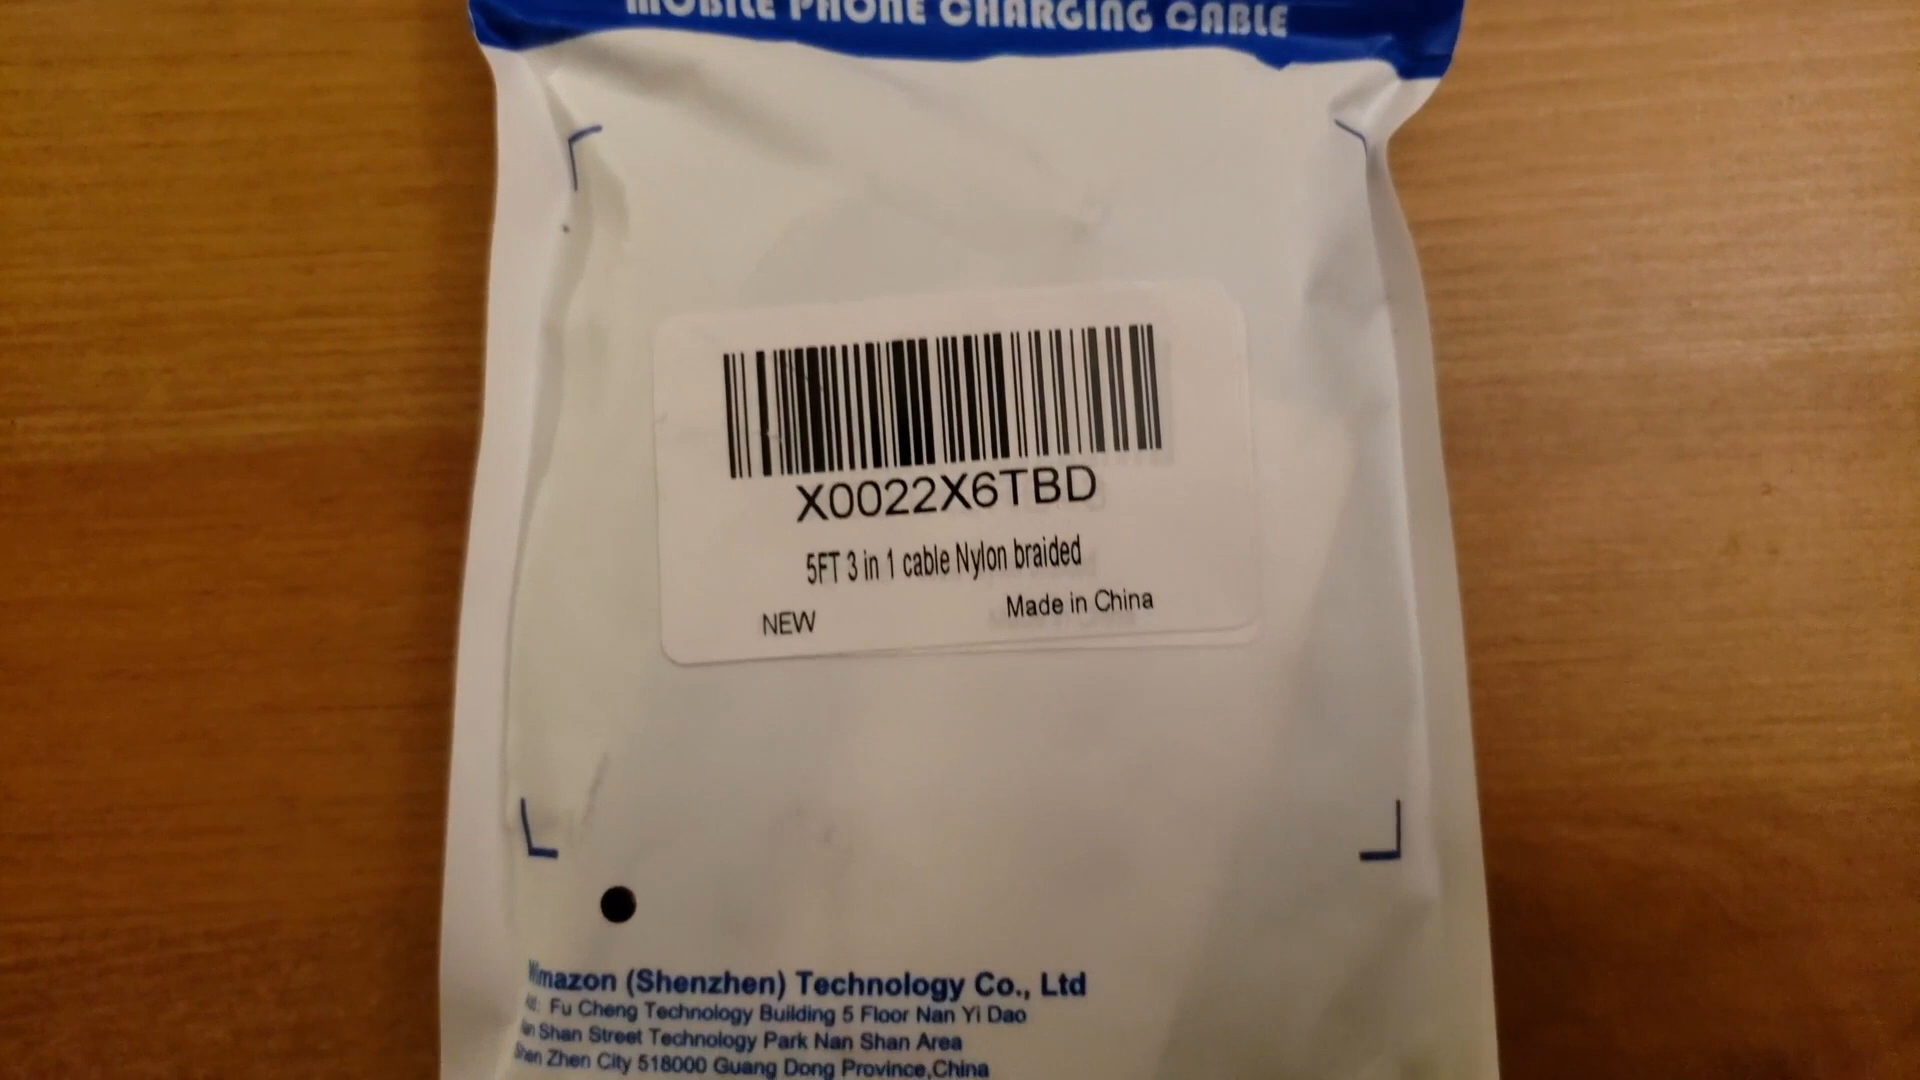 MOBILE PHONE CHARGING CABLE
X0022X6TBD
5FT 3 in 1 cable Nylon braided
NEW Made in China
(Shenzhen) Technology Co., Ltd
Fu Cheng Technology Building 5 Floor Nan Yi Dao
Shan Street Technology Park Nan Shan Area
Zhen City 518000 Guang Dong Province,China